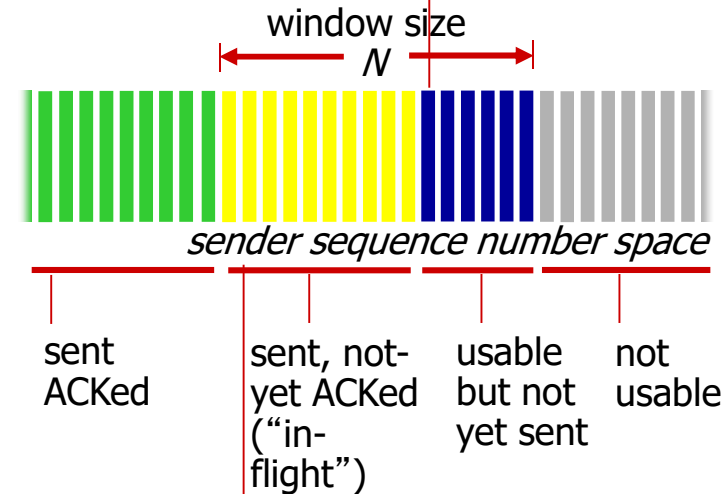 window size
N
sender sequence number space
sent
ACKed
sent, not-
yet ACKed
(“in-
flight”)
usable
but not
yet sent
not
usable